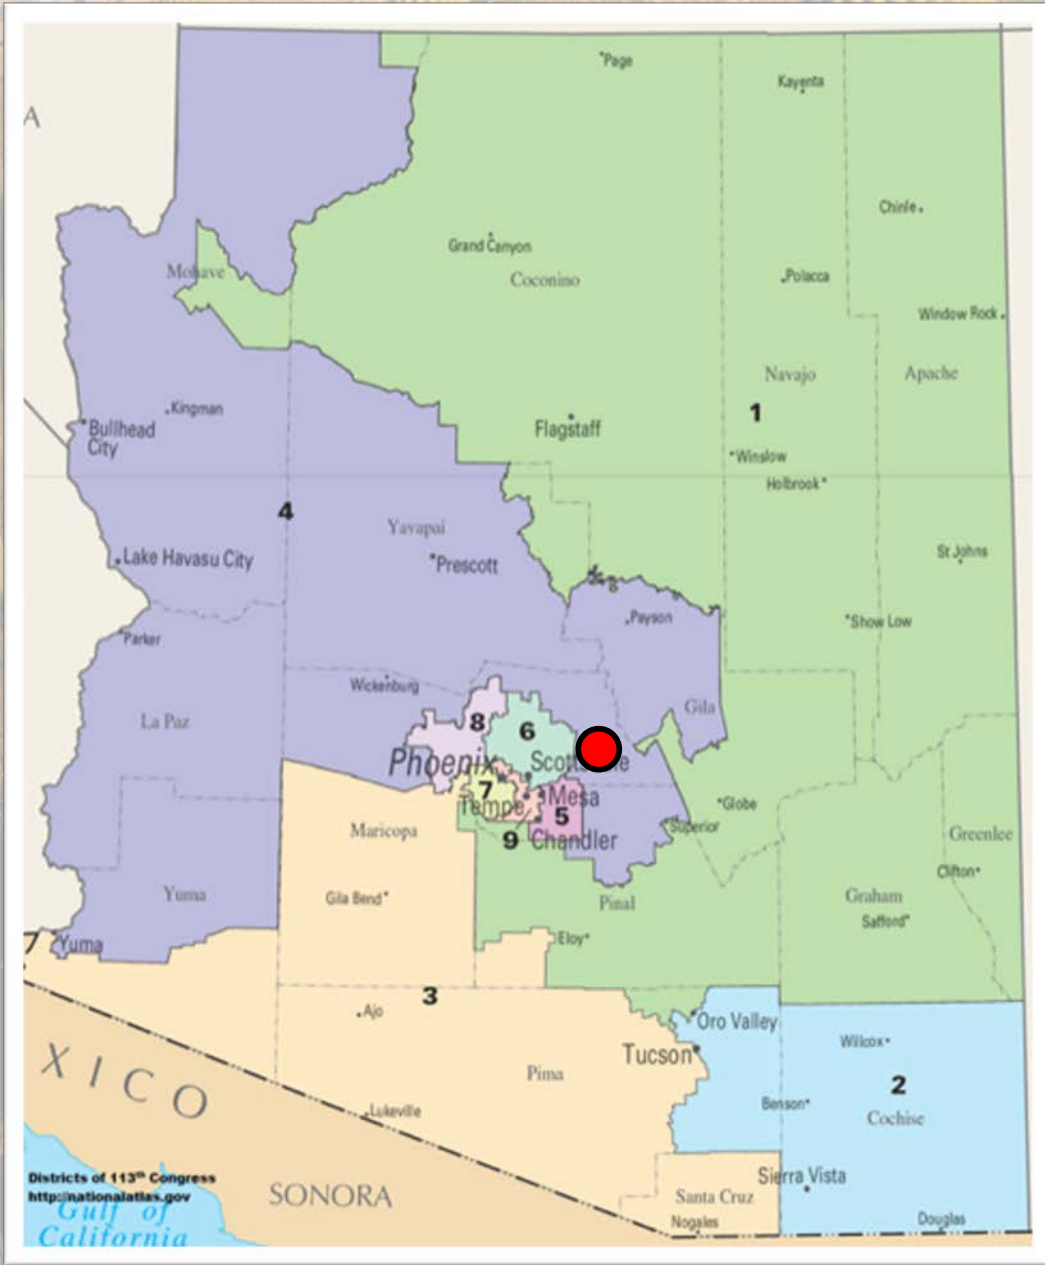 A
Page
Kayenta
Chinle
Grand Canyon
Mohave
Coconino
Polacca
Window Rock
Navajo
Apache
1
Kingman
Bullhead
City
Flagstaff
Winslow
Holbrook
4
Yavapai
Lake Havasu City
Prescott
St Johns
Payson
Show Low
Parker
Wickenburg
La Paz
Gila
8
6
Phoenix
7
Tempe
Mesa
5
Globe
Superior
Maricopa
9
Chandler
Greenlee
Clifton
Yuma
Gila Bend
Pinal
Graham
Safford
Yuma
Eloy
3
Ajo
Oro Valley
Tucson
Willcox
Pima
2
Benson
Cochise
XICO
Lukeville
Districts of 113th Congress
http://nationalatlas.gov
Gulf of
California
SONORA
Sierra Vista
Santa Cruz
Nogales
Douglas